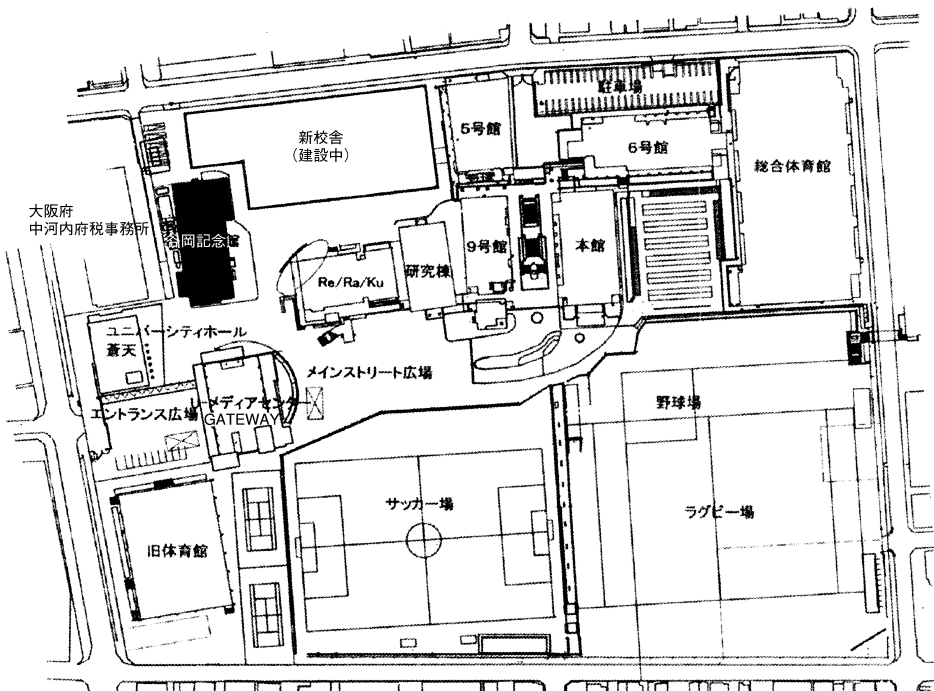 駐車場
5号館
新校舎
（建設中）
6号館
総合体育館
大阪府
中河内府税事務所
谷岡記念館
9号館
本館
研究棟
Re/Ra/Ku
ユニバーシティホール
蒼天
メインストリート広場
U-メディアセンター
GATEWAY
エントランス広場
野球場
サッカー場
ラグビー場
旧体育館